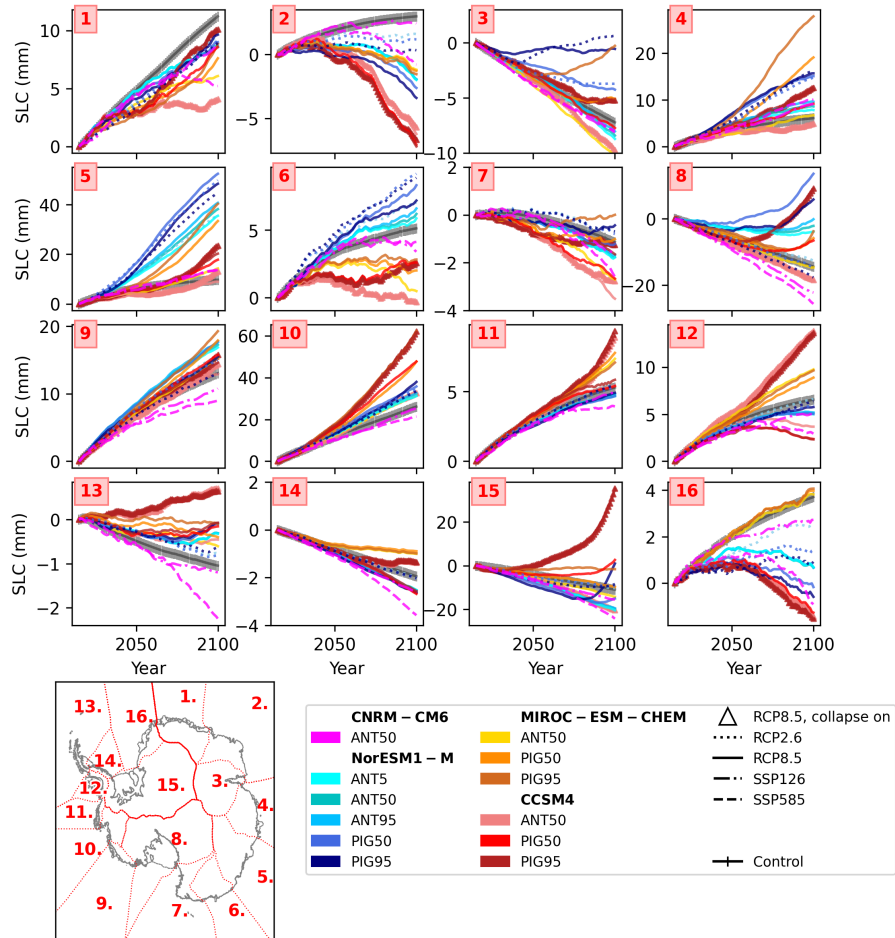 1 2 3 4
SLC (mm)
10 5 0
0 −5
0 −5 −10
20 10 0
5 6 7 8
SLC (mm)
40 20 0
5 0
2 0 −2 −4
0 −20
9 10 11 12
SLC (mm)
20 10 0
60 40 20 0
5 0
10 5 0
13 14 15 16
SLC (mm)
0 −1 −2
2 0 −2 −4
20 0 −20
4 2 0
2050 2100 2050 2100 2050 2100 2050 2100
Year Year Year Year
1.
2.
13.
16.
14.
15.
3.
12.
4.
11.
8.
10.
5.
9.
7.
6.
CNRM − CM6
ANT50
NorESM1 − M
ANT5
ANT50
ANT95
PIG50
PIG95
MIROC − ESM − CHEM
ANT50
PIG50
PIG95
CCSM4
ANT50
PIG50
PIG95
RCP8.5, collapse on
RCP2.6
RCP8.5
SSP126
SSP585
Control